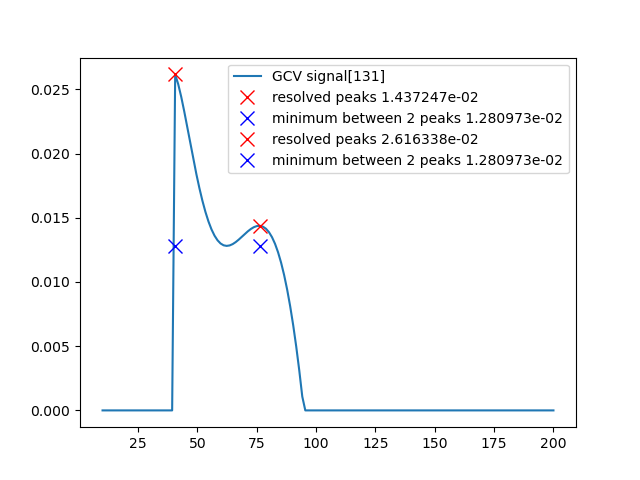 GCV signal[131]
resolved peaks 1.437247e-02
minimum between 2 peaks 1.280973e-02
resolved peaks 2.616338e-02
minimum between 2 peaks 1.280973e-02
0.025
0.020
0.015
0.010
0.005
0.000
25 50 75 100 125 150 175 200